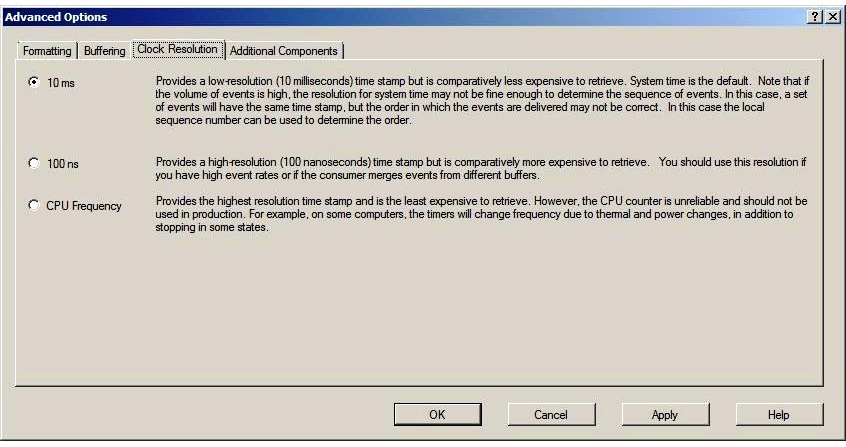 Advanced Options
Formatting Buffering Clock Resolution Additional Components
10 ms
Provides a low-resolution (10 milliseconds) time stamp but is comparatively less expensive to retrieve. System time is the default. Note that if
the volume of events is high, the resolution for system time may not be fine enough to determine the sequence of events. In this case, a set
of events will have the same time stamp, but the order in which the events are delivered may not be correct. In this case the local
sequence number can be used to determine the order.
100 ns
Provides a high-resolution (100 nanoseconds) time stamp but is comparatively more expensive to retrieve. You should use this resolution if
you have high event rates or if the consumer merges events from different buffers.
CPU Frequency
Provides the highest resolution time stamp and is the least expensive to retrieve. However, the CPU counter is unreliable and should not be
used in production. For example, on some computers, the timers will change frequency due to thermal and power changes, in addition to
stopping in some states.
OK Cancel Apply Help